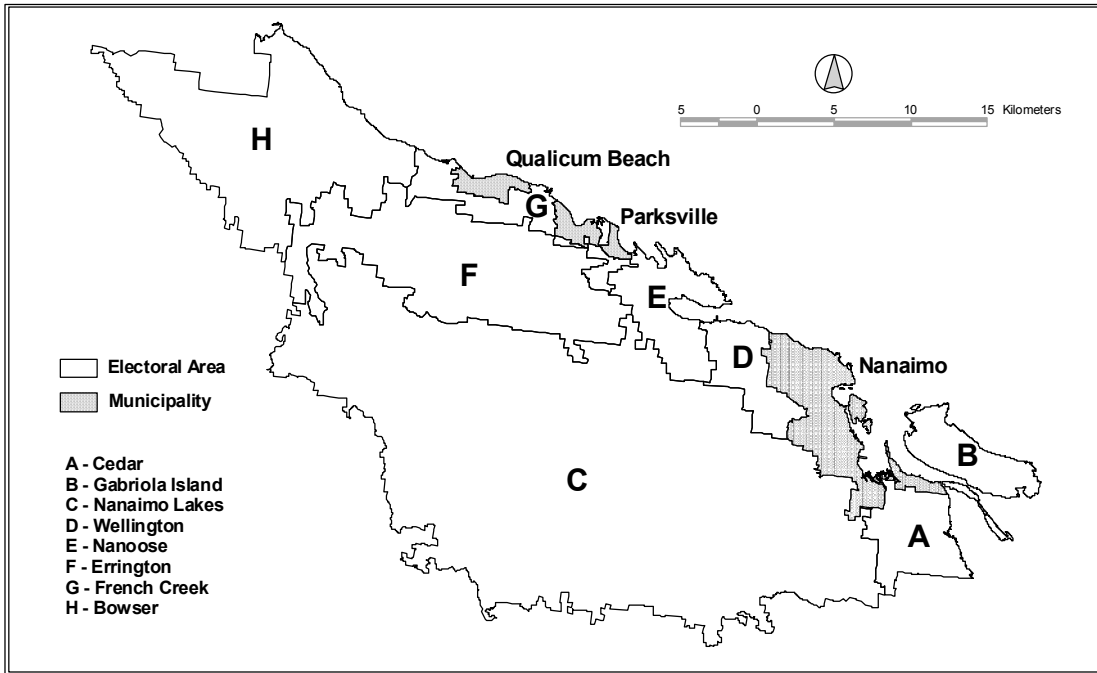 5 0 5 10 15 Kilometers
H
Qualicum Beach
G
Parksville
F
E
D
Nanaimo
Electoral Area
Municipality
B
C
A
A - Cedar
B - Gabriola Island
C - Nanaimo Lakes
D - Wellington
E - Nanoose
F - Errington
G - French Creek
H - Bowser